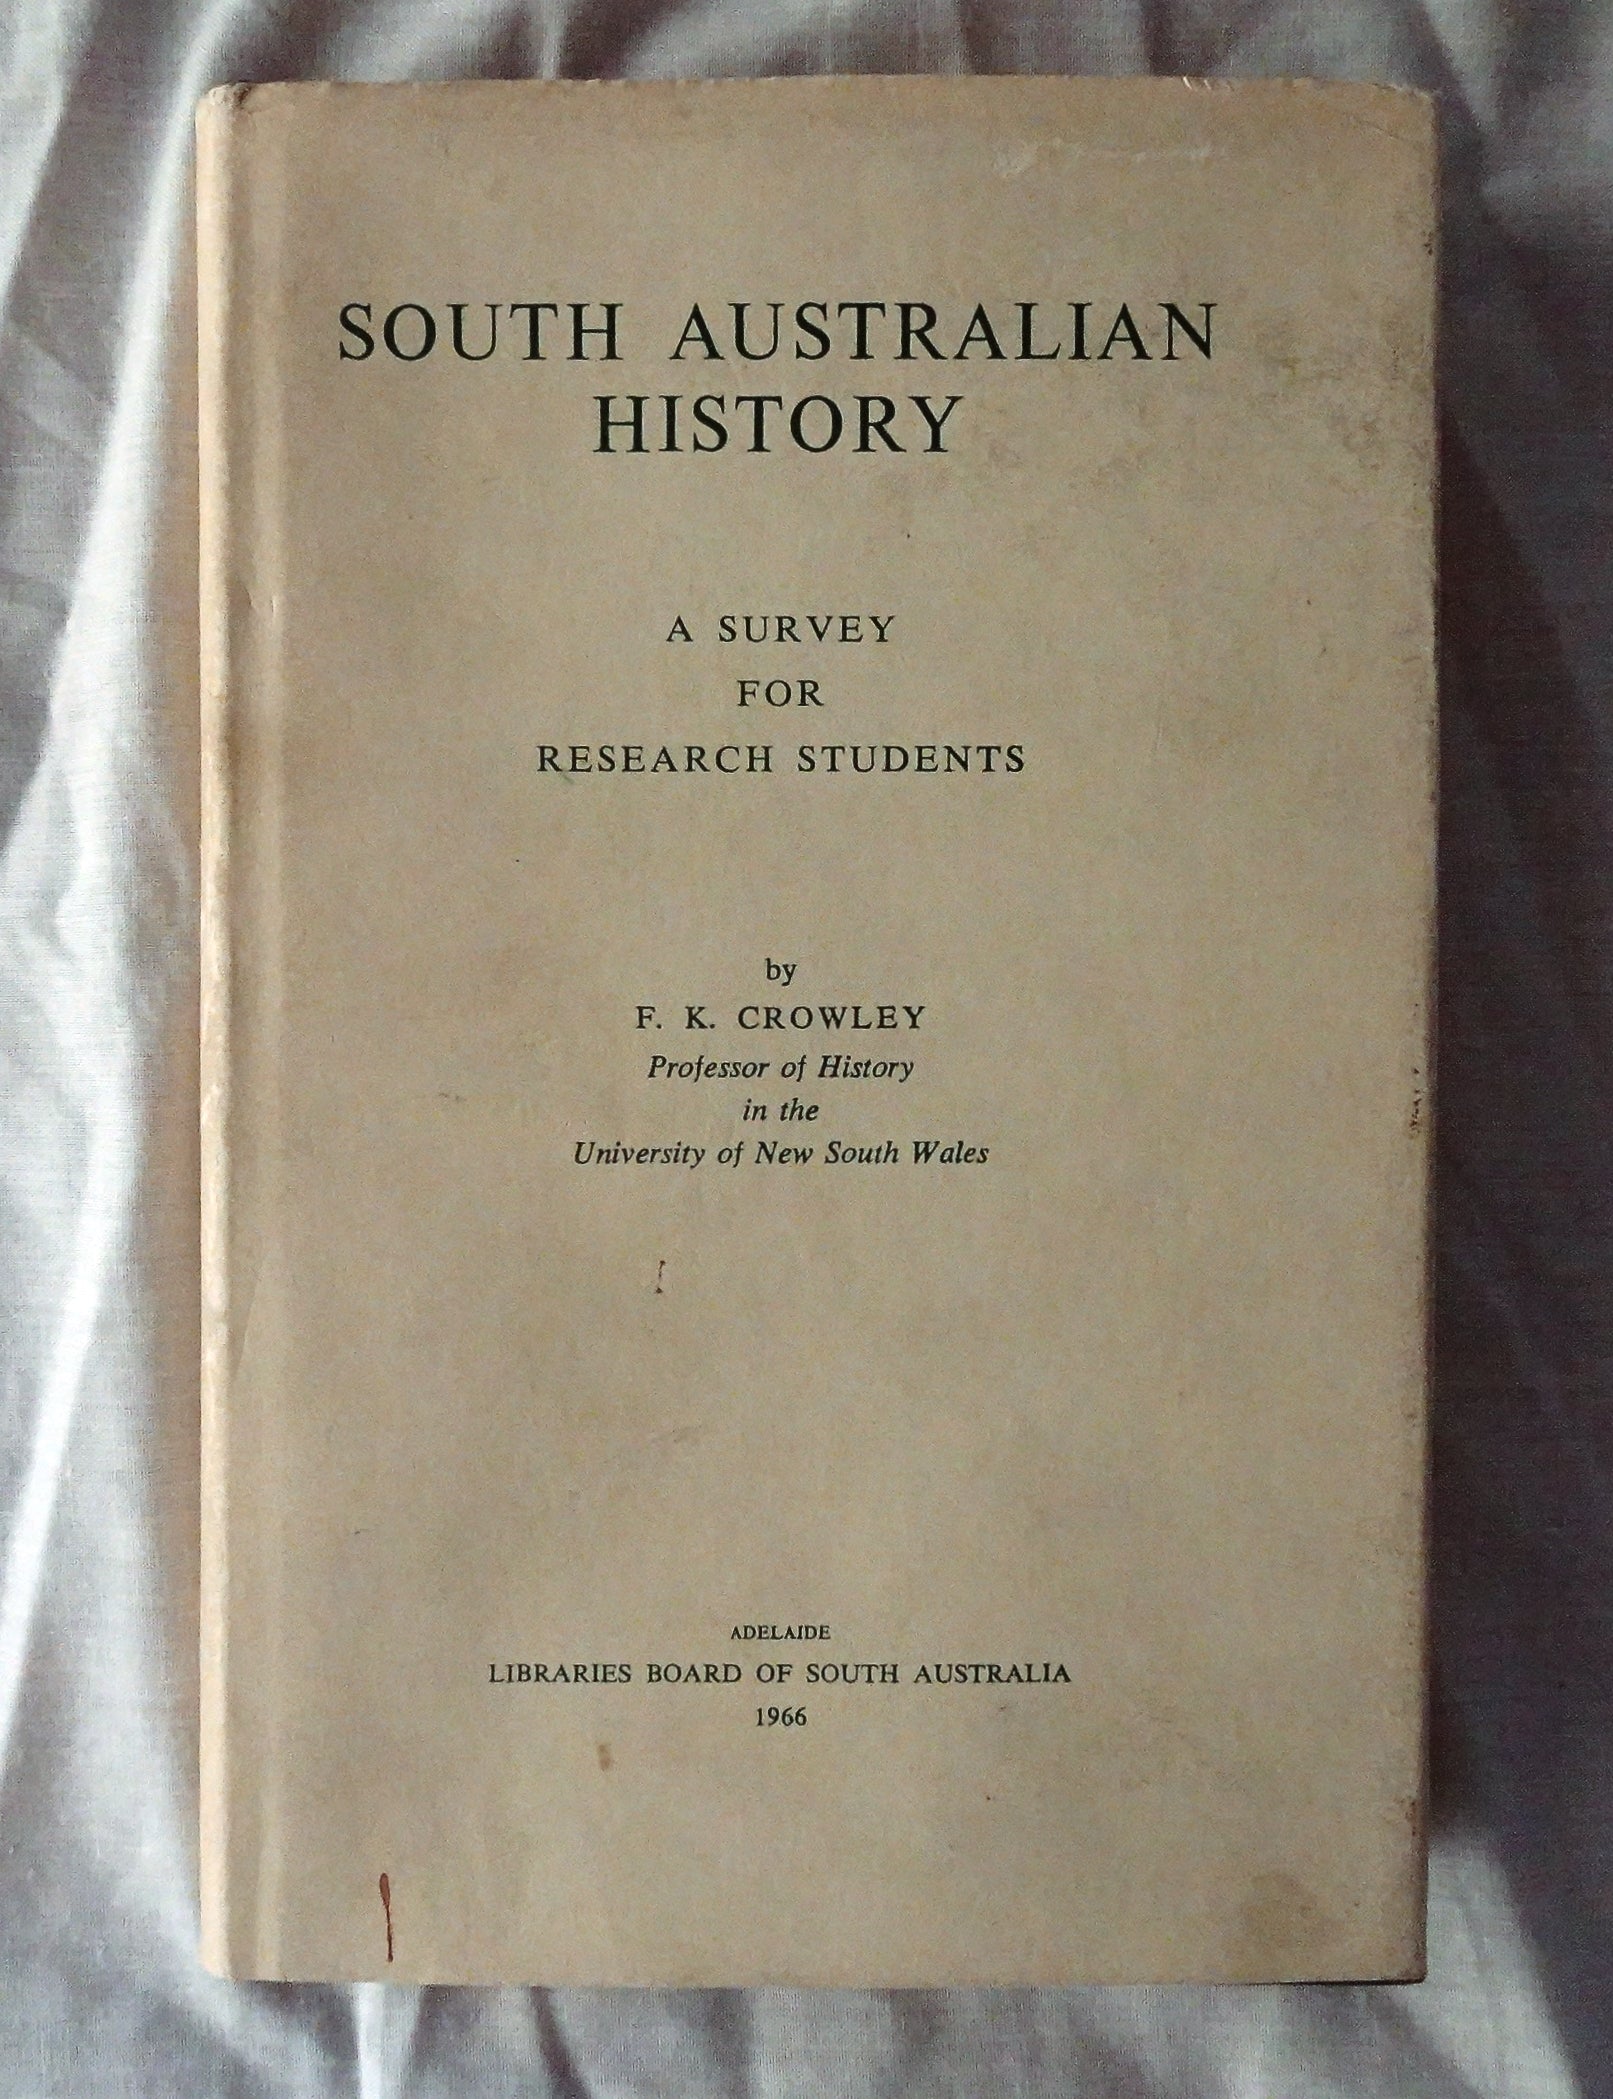 SOUTH AUSTRALIAN
HISTORY
A SURVEY
FOR
RESEARCH STUDENTS
by
F. K. CROWLEY
Professor of History
in the
University of New South Wales
ADELAIDE
LIBRARIES BOARD OF SOUTH AUSTRALIA
1966